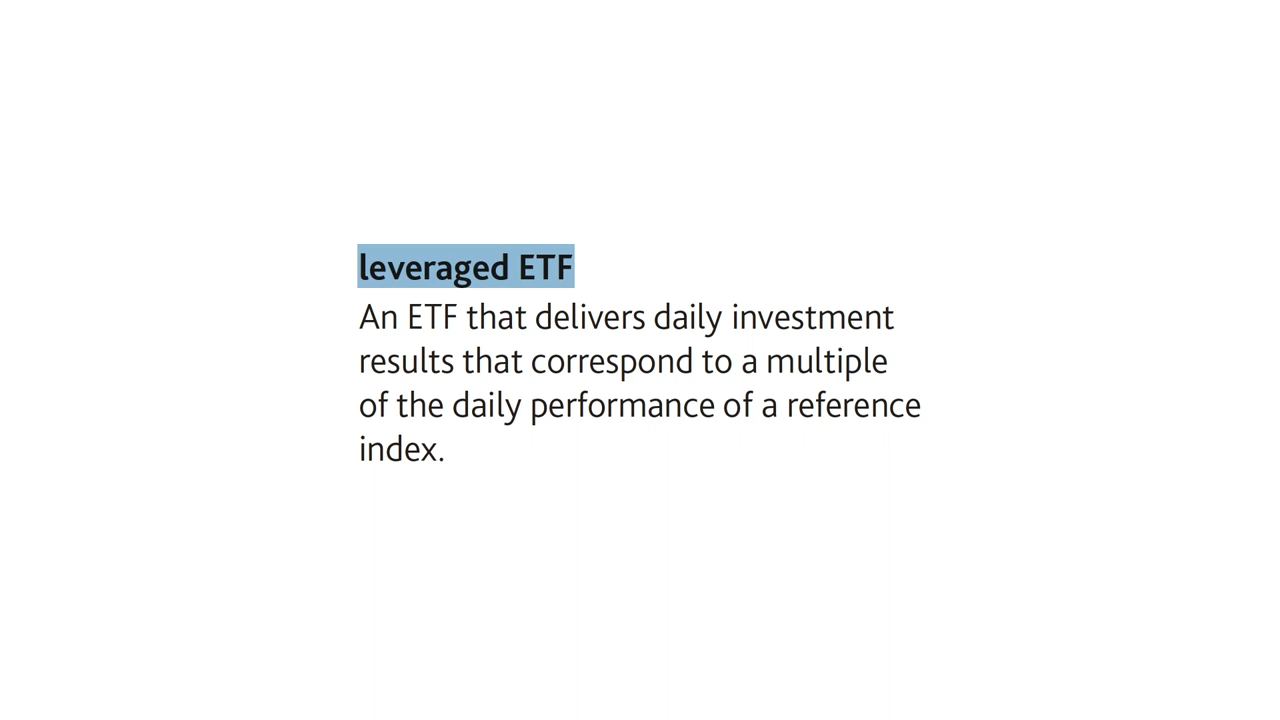 leveraged ETF
An ETF that delivers daily investment
results that correspond to a multiple
of the daily performance of a reference
index.